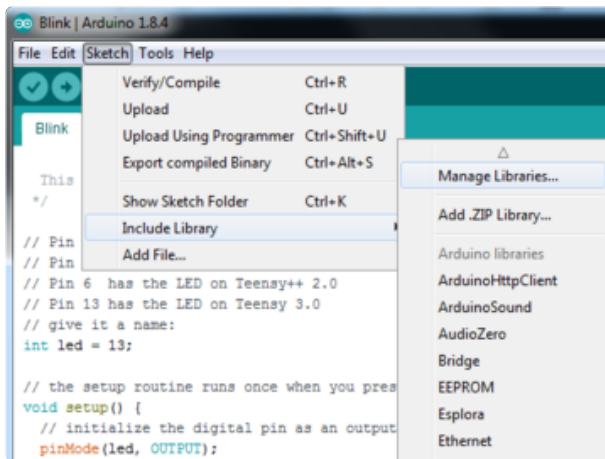 Blink | Arduino 1.8.4
File Edit Sketch Tools Help
Verify/Compile Ctrl+R
Upload Ctrl+U
Upload Using Programmer Ctrl+Shift+U
Export compiled Binary Ctrl+Alt+S
Show Sketch Folder Ctrl+K
Include Library
Add File...
Manage Libraries...
Add .ZIP Library...
Arduino libraries
ArduinoHttpClient
ArduinoSound
AudioZero
Bridge
EEPROM
Esplora
Ethernet
Blink
This
*/
// Pin
// Pin
// Pin 6 has the LED on Teensy++ 2.0
// Pin 13 has the LED on Teensy 3.0
// give it a name:
int led = 13;
// the setup routine runs once when you pres
void setup() {
// initialize the digital pin as an output
pinMode(led, OUTPUT);